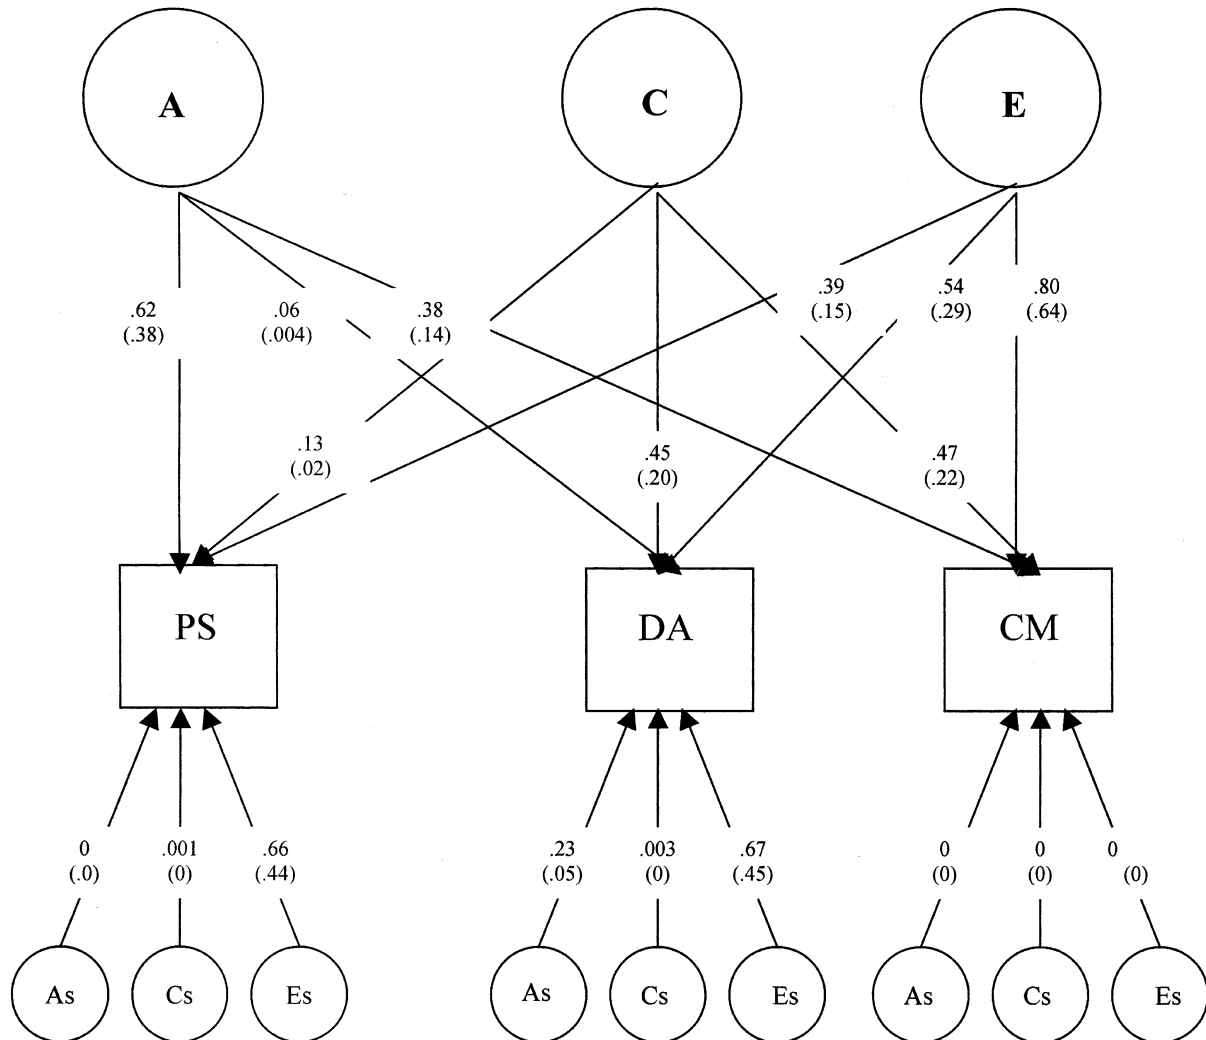 A C E
.62 .06 .38 .39 .54 .80
(.38) (.004) (.14) (.15) (.29) (.64)
.13 .45 .47
(.02) (.20) (.22)
PS DA CM
0 .001 .66 .23 .003 .67 0 0 0
(.0) (0) (.44) (.05) (0) (.45) (0) (0) (0)
As Cs Es As Cs Es As Cs Es